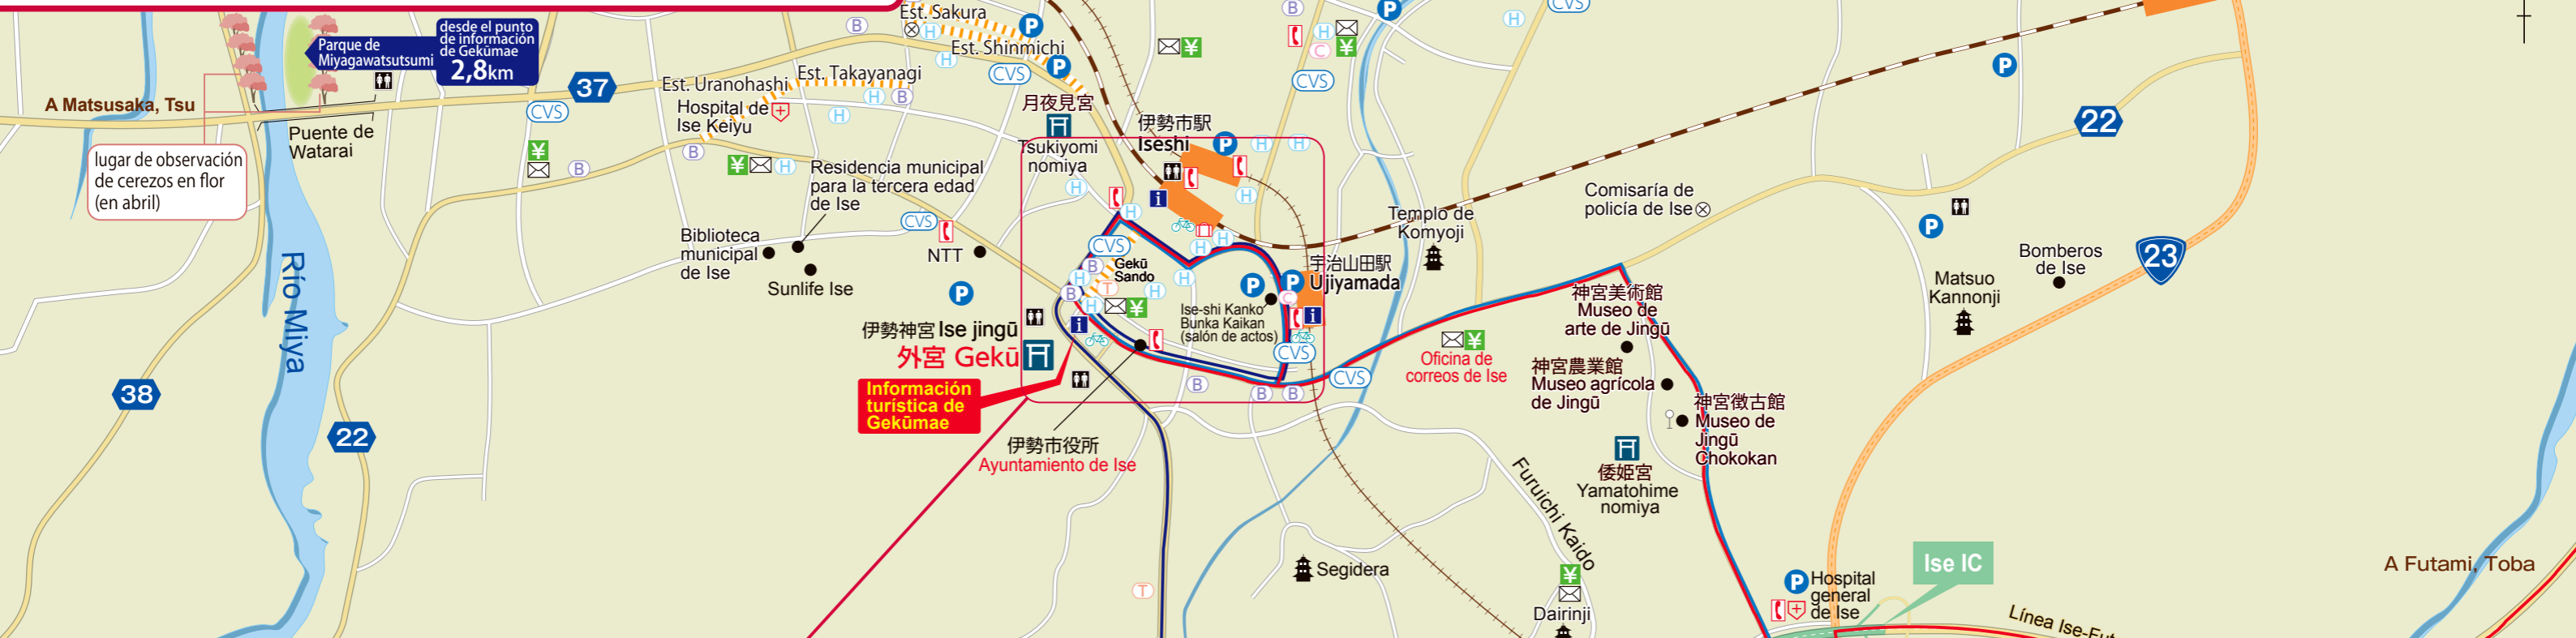 Est. Sakura
Est. Shinmichi
Est. Takayanagi
Est. Uranohashi
Hospital de
Ise Keiyu
Parque de
Miyagawatsutsumi
desde el punto
de información
de Gekūmae
2,8km
A Matsusaka, Tsu
37
CVS
Puente de
Watarai
lugar de observación
de cerezos en flor
(en abril)
Río Miya
38
22
Residencia municipal
para la tercera edad
de Ise
Biblioteca
municipal
de Ise
Sunlife Ise
NTT
CVS
CVS
CVS
CVS
月夜見宮
Tsukiyomi
nomiya
伊勢市駅
Iseshi
CVS
Gekū
Sando
伊勢神宮 Ise jingū
外宮 Gekū
Información
turística de
Gekūmae
伊勢市役所
Ayuntamiento de Ise
Ise-shi Kanko
Bunka Kaikan
(salón de actos)
宇治山田駅
Ujiyamada
CVS
CVS
Templo de
Komyoji
Oficina de
correos de Ise
Comisaría de
policía de Ise
神宮美術館
Museo de
arte de Jingū
神宮農業館
Museo agrícola
de Jingū
神宮徴古館
Museo de
Jingū
Chokokan
倭姫宮
Yamatohime
nomiya
Furuichi Kaido
Segidera
Dairinji
Matsuo
Kannonji
Bomberos
de Ise
22
23
Hospital
general
de Ise
Ise IC
A Futami, Toba